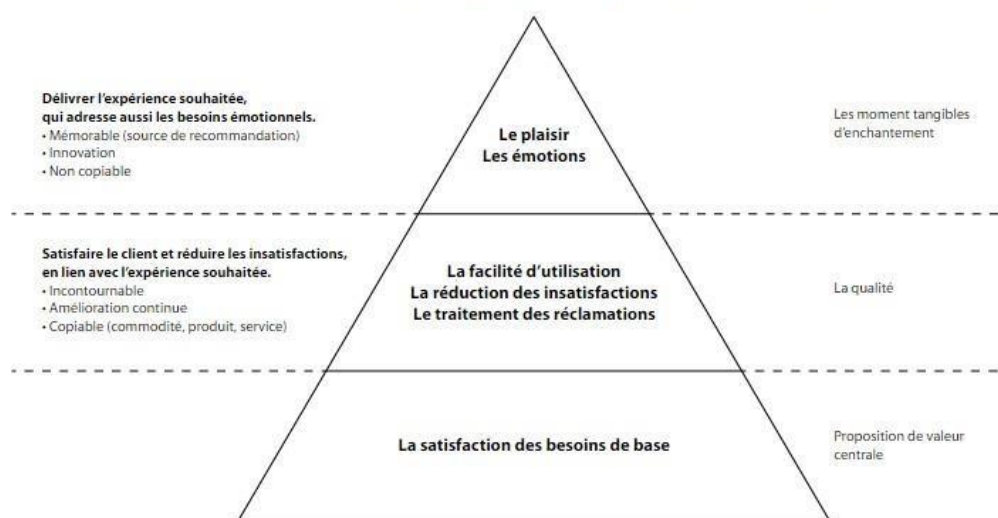 Délivrer l'expérience souhaitée,
qui adresse aussi les besoins émotionnels.
• Mémorable (source de recommandation)
• Innovation
• Non copiable
Le plaisir
Les émotions
Les moment tangibles
d'enchantement
Satisfaire le client et réduire les insatisfactions,
en lien avec l'expérience souhaitée.
• Incontournable
• Amélioration continue
• Copiable (commodité, produit, service)
La facilité d'utilisation
La réduction des insatisfactions
Le traitement des réclamations
La qualité
La satisfaction des besoins de base
Proposition de valeur
centrale